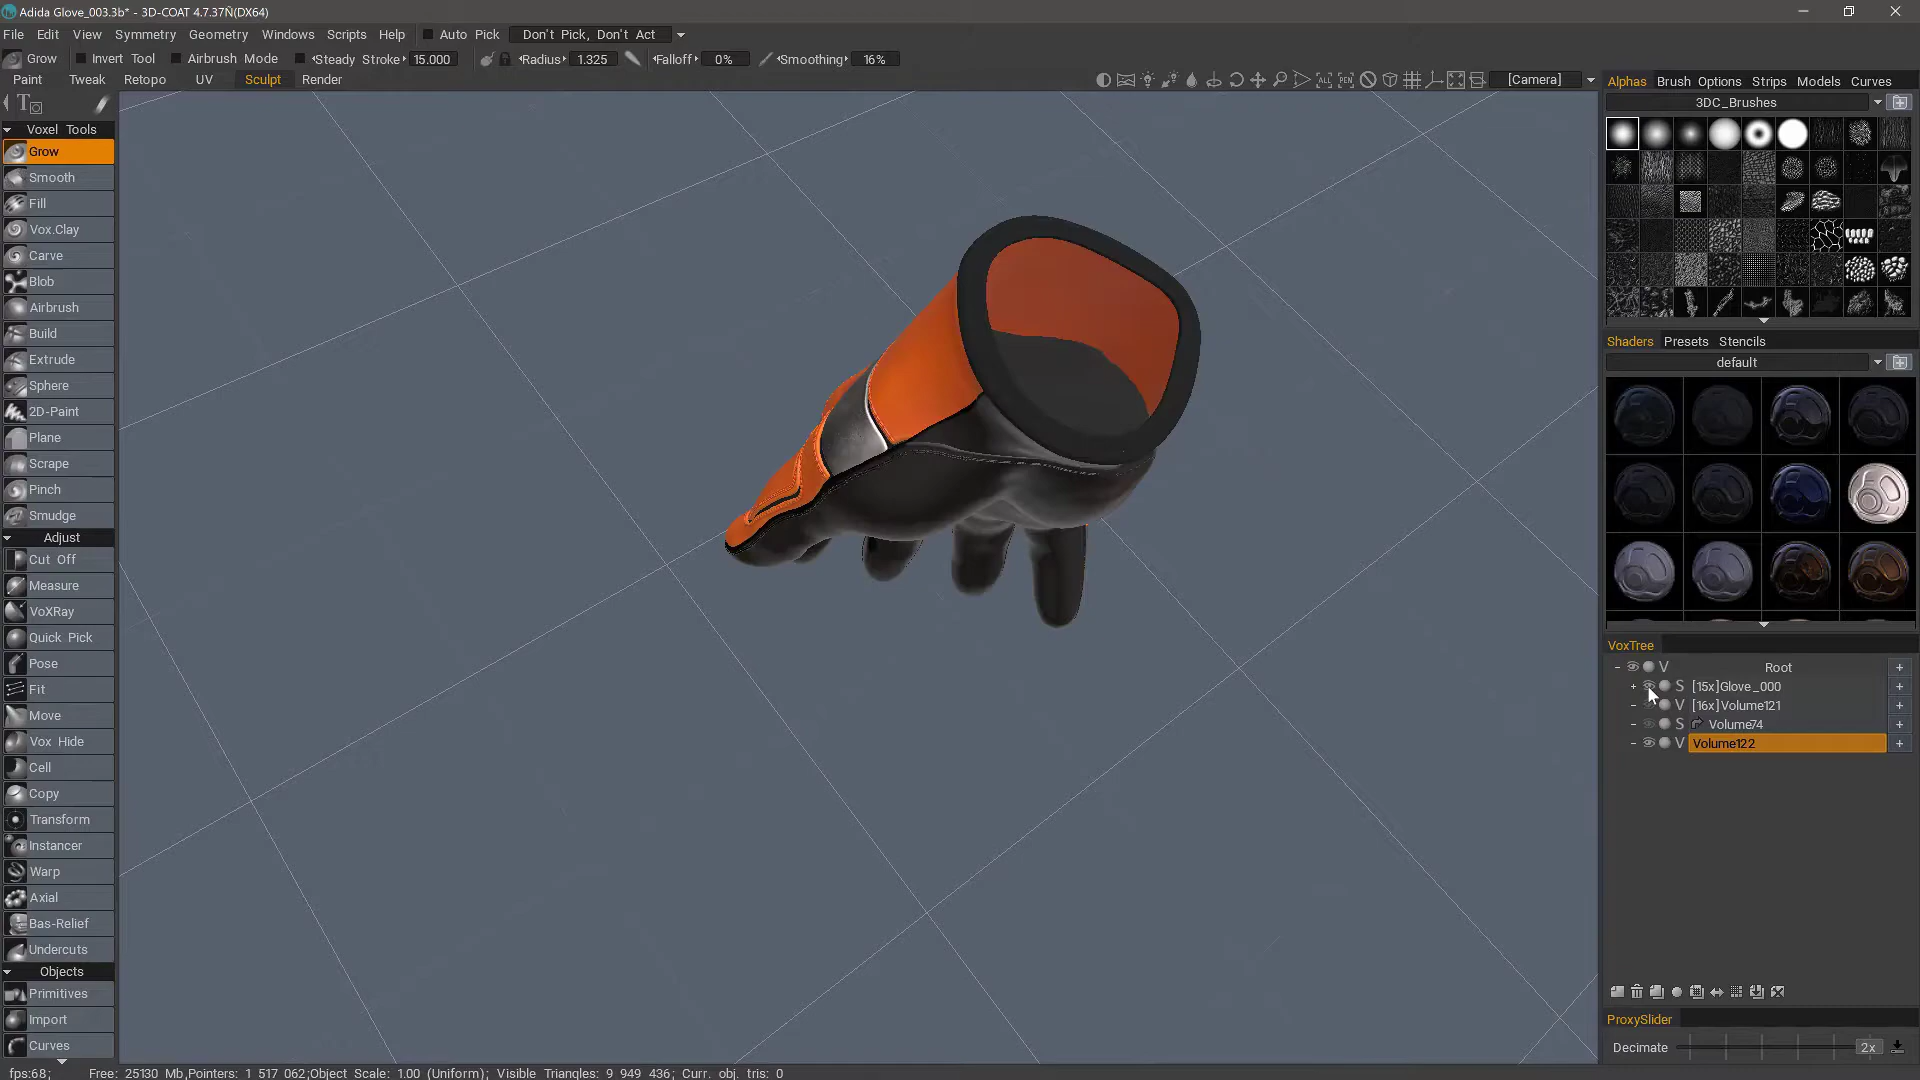 Adida Glove_003.3b* - 3D-COAT 4.7.37Ñ(DX64)
File Edit View Symmetry Geometry Windows Scripts Help Auto Pick Don't Pick, Don't Act
Grow Invert Tool Airbrush Mode Steady Stroke 15.000 Radius 1.325 Falloff 0% Smoothing 16%
Paint Tweak Retopo UV Sculpt Render [Camera]
Voxel Tools
Grow
Smooth
Fill
Vox.Clay
Carve
Blob
Airbrush
Build
Extrude
Sphere
2D-Paint
Plane
Scrape
Pinch
Smudge
Adjust
Cut Off
Measure
VoXRay
Quick Pick
Pose
Fit
Move
Vox Hide
Cell
Copy
Transform
Instancer
Warp
Axial
Bas-Relief
Undercuts
Objects
Primitives
Import
Curves
Alphas Brush Options Strips Models Curves
3DC_Brushes
Shaders Presets Stencils
default
VoxTree
V Root
S [15x]Glove_000
V [16x]Volume121
S Volume74
V Volume122
ProxySlider
Decimate 2x
fps:68; Free: 25130 Mb,Pointers: 1 517 062;Object Scale: 1.00 (Uniform); Visible Triangles: 9 949 436; Curr. obj. tris: 0